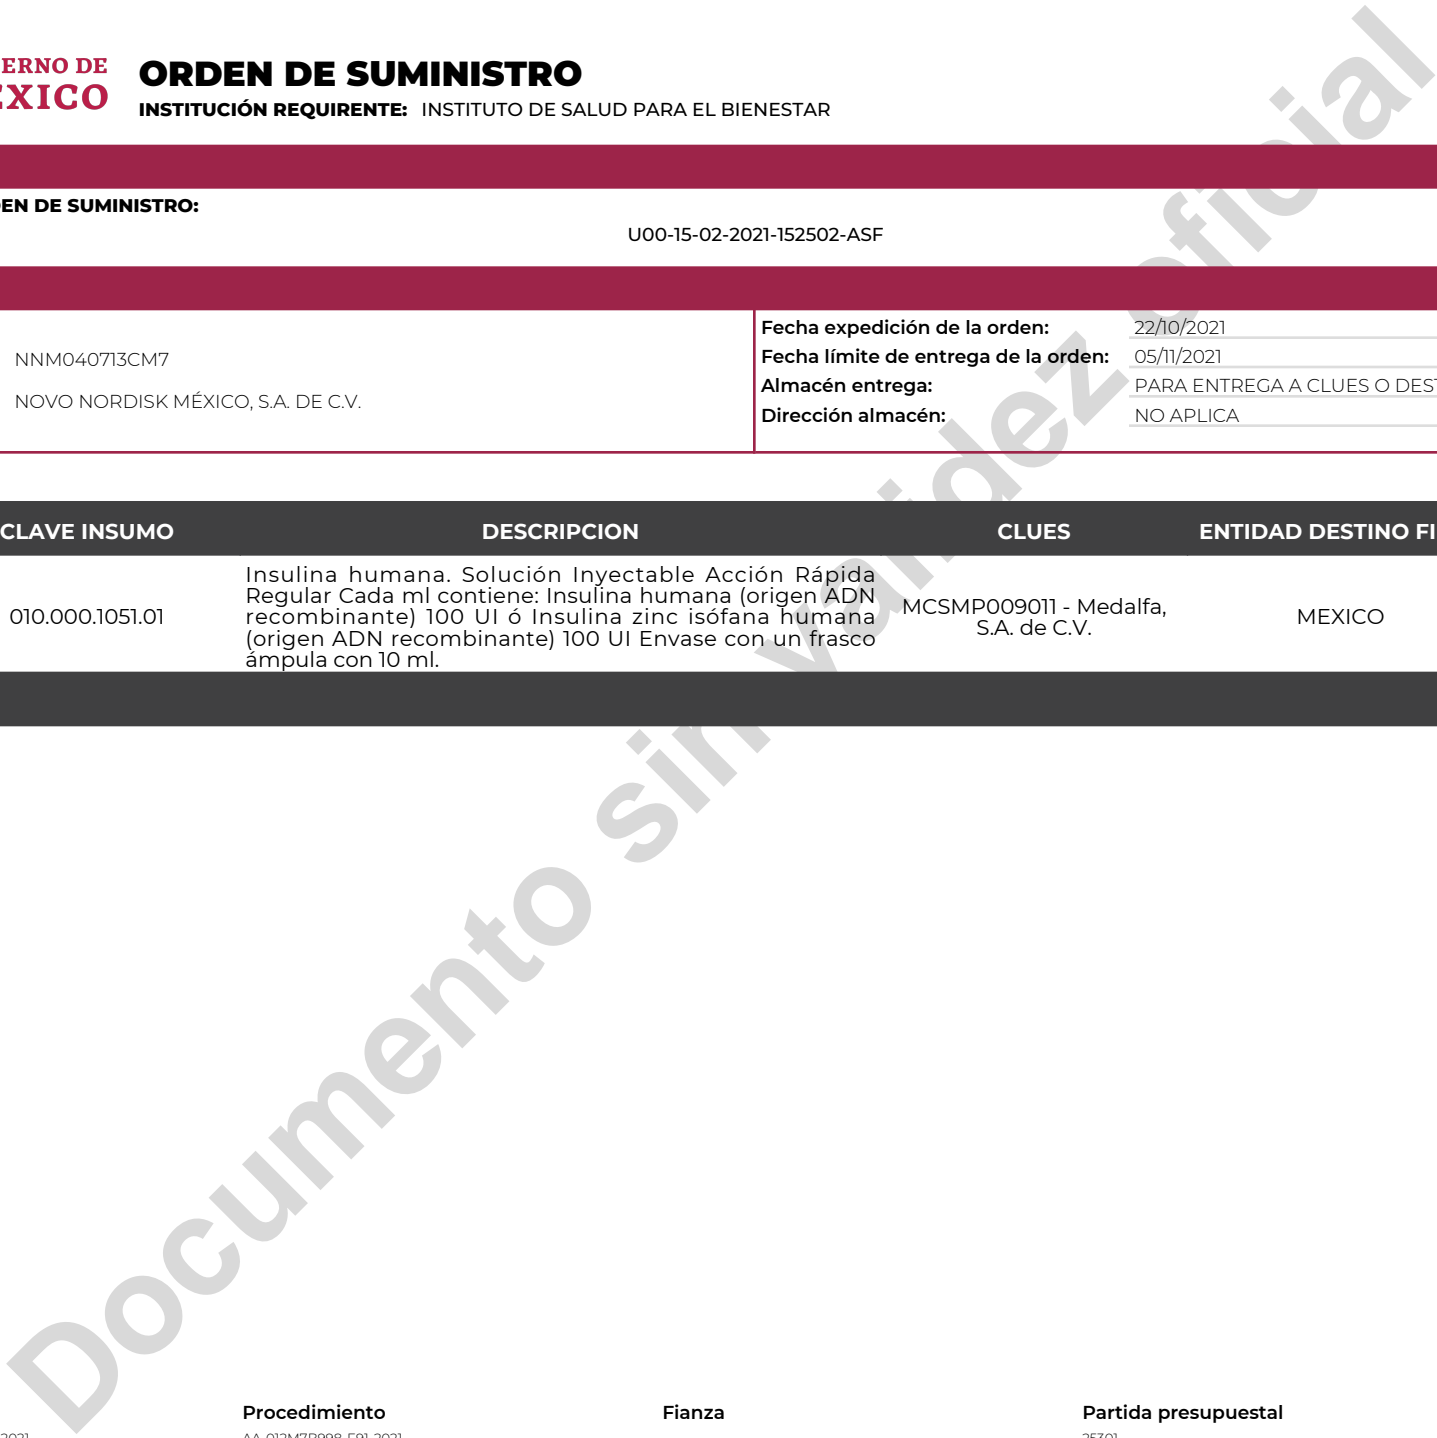 ERNO DE
EXICO
ORDEN DE SUMINISTRO
INSTITUCIÓN REQUIRENTE: INSTITUTO DE SALUD PARA EL BIENESTAR
EN DE SUMINISTRO:
U00-15-02-2021-152502-ASF
NNM040713CM7
NOVO NORDISK MÉXICO, S.A. DE C.V.
Fecha expedición de la orden: 22/10/2021
Fecha límite de entrega de la orden: 05/11/2021
Almacén entrega: PARA ENTREGA A CLUES O DEST
Dirección almacén: NO APLICA
CLAVE INSUMO DESCRIPCION CLUES ENTIDAD DESTINO FI
010.000.1051.01
Insulina humana. Solución Inyectable Acción Rápida
Regular Cada ml contiene: Insulina humana (origen ADN
recombinante) 100 UI ó Insulina zinc isófana humana
(origen ADN recombinante) 100 UI Envase con un frasco
ámpula con 10 ml.
MCSMP009011 - Medalfa,
S.A. de C.V.
MEXICO
Documento sin validez oficial
Procedimiento Fianza Partida presupuestal